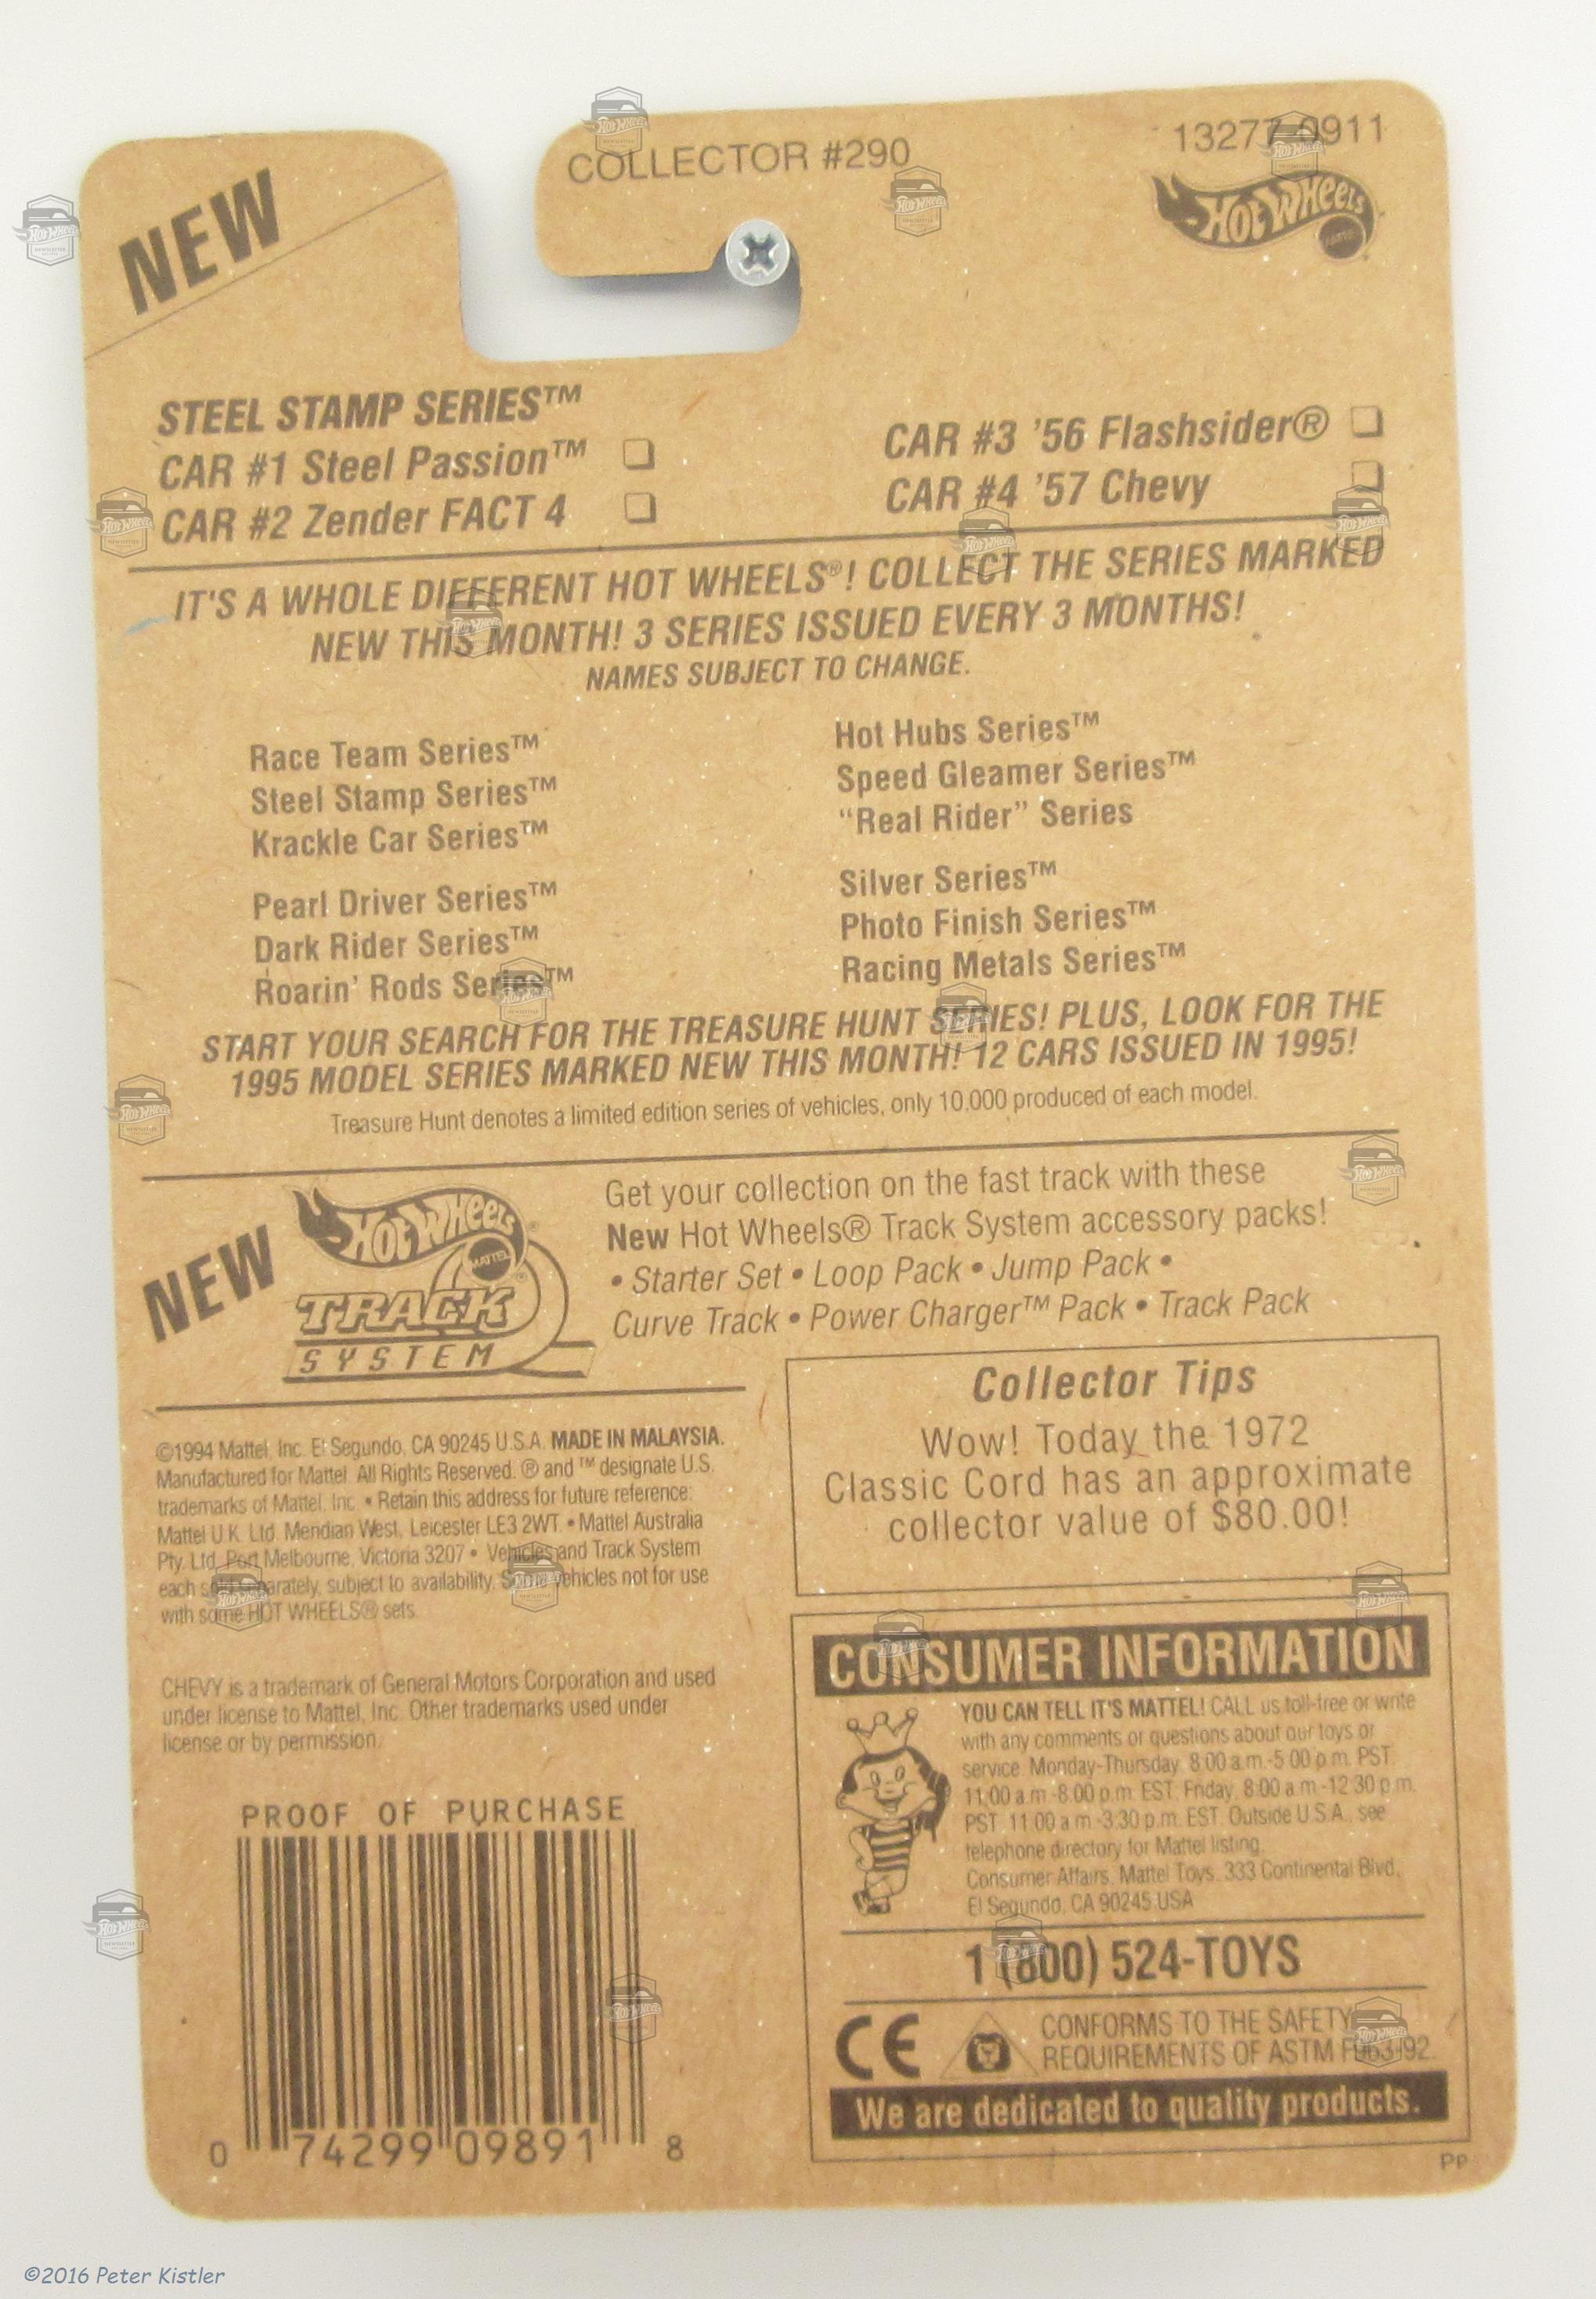 COLLECTOR #290
13277-0911
NEW
HOT WHEELS
MATTEL
STEEL STAMP SERIES™
CAR #1 Steel Passion™ ❏
CAR #2 Zender FACT 4 ❏
CAR #3 '56 Flashsider® ❏
CAR #4 '57 Chevy ❏
IT'S A WHOLE DIFFERENT HOT WHEELS®! COLLECT THE SERIES MARKED
NEW THIS MONTH! 3 SERIES ISSUED EVERY 3 MONTHS!
NAMES SUBJECT TO CHANGE.
Race Team Series™
Steel Stamp Series™
Krackle Car Series™
Pearl Driver Series™
Dark Rider Series™
Roarin' Rods Series™
Hot Hubs Series™
Speed Gleamer Series™
“Real Rider” Series
Silver Series™
Photo Finish Series™
Racing Metals Series™
START YOUR SEARCH FOR THE TREASURE HUNT SERIES! PLUS, LOOK FOR THE
1995 MODEL SERIES MARKED NEW THIS MONTH! 12 CARS ISSUED IN 1995!
Treasure Hunt denotes a limited edition series of vehicles, only 10,000 produced of each model.
NEW
HOT WHEELS®
MATTEL
TRACK
SYSTEM
Get your collection on the fast track with these
New Hot Wheels® Track System accessory packs!
• Starter Set • Loop Pack • Jump Pack •
Curve Track • Power Charger™ Pack • Track Pack
Collector Tips
Wow! Today the 1972
Classic Cord has an approximate
collector value of $80.00!
©1994 Mattel, Inc. El Segundo, CA 90245 U.S.A. MADE IN MALAYSIA.
Manufactured for Mattel. All Rights Reserved. ® and ™ designate U.S.
trademarks of Mattel, Inc. • Retain this address for future reference:
Mattel U.K. Ltd. Meridian West, Leicester LE3 2WT. • Mattel Australia
Pty. Ltd. Port Melbourne, Victoria 3207 • Vehicles and Track System
each sold separately, subject to availability. Some vehicles not for use
with some HOT WHEELS® sets.
CHEVY is a trademark of General Motors Corporation and used
under license to Mattel, Inc. Other trademarks used under
license or by permission.
PROOF OF PURCHASE
0 74299 09891 8
CONSUMER INFORMATION
YOU CAN TELL IT'S MATTEL! CALL us toll-free or write
with any comments or questions about our toys or
service. Monday-Thursday, 8:00 a.m.-5:00 p.m. PST
11:00 a.m.-8:00 p.m. EST. Friday, 8:00 a.m.-12:30 p.m.
PST, 11:00 a.m.-3:30 p.m. EST. Outside U.S.A., see
telephone directory for Mattel listing.
Consumer Affairs, Mattel Toys, 333 Continental Blvd.,
El Segundo, CA 90245 USA
1 (800) 524-TOYS
CE
CONFORMS TO THE SAFETY
REQUIREMENTS OF ASTM F963-92.
We are dedicated to quality products.
PP
©2016 Peter Kistler